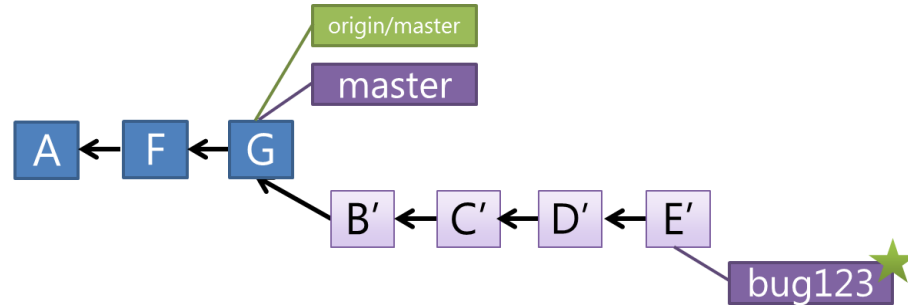 origin/master
master
A
F
G
B’
C’
D’
E’
bug123